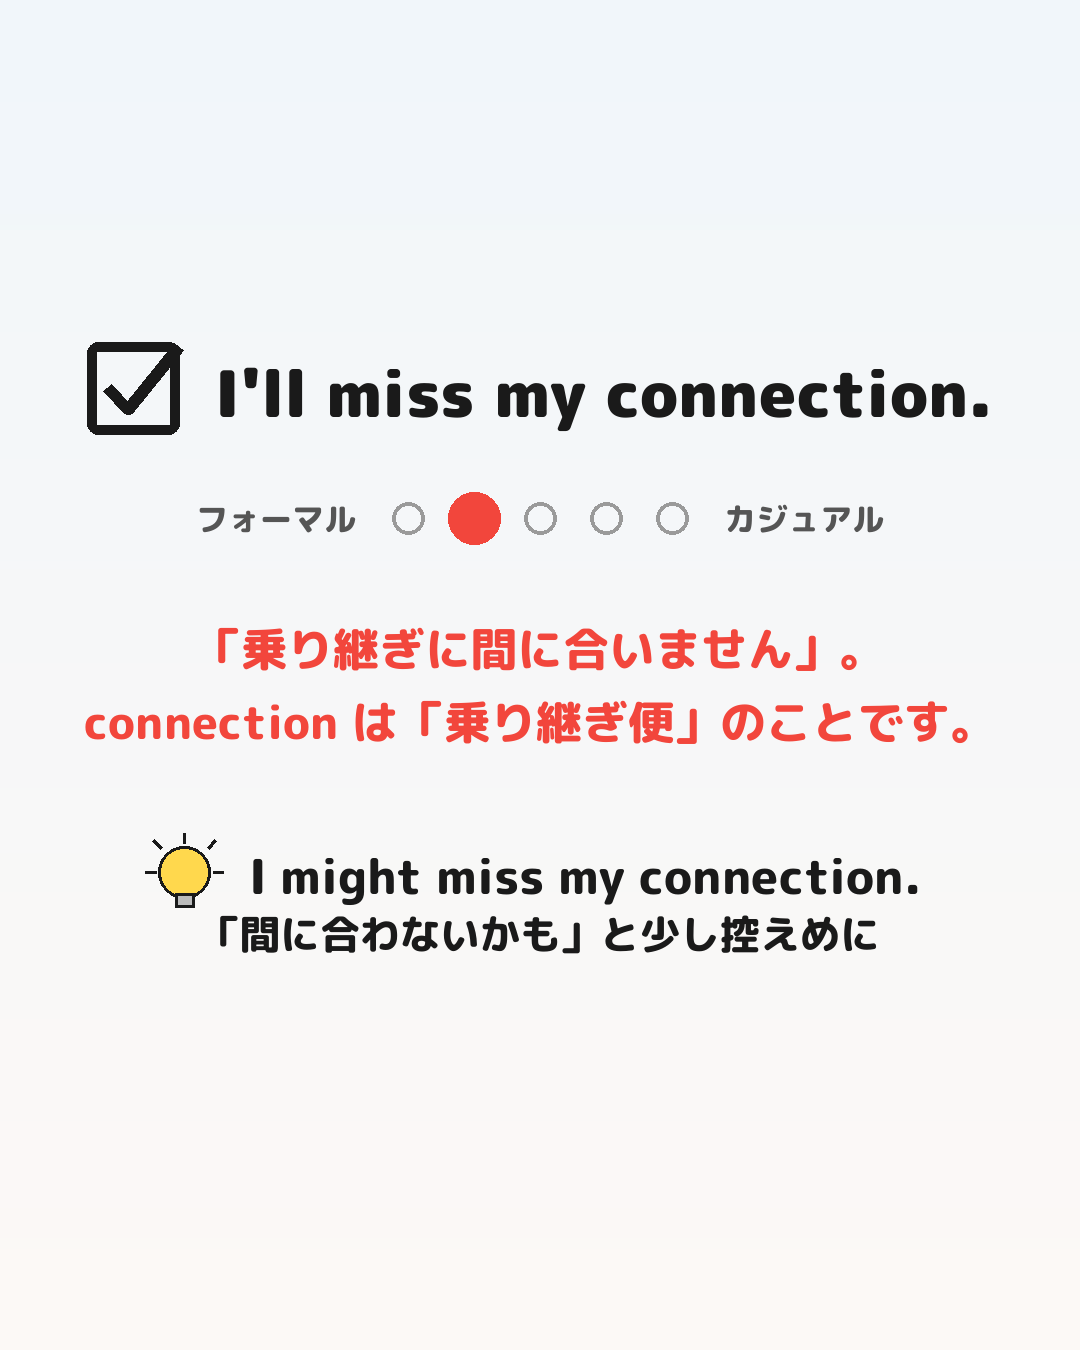 I'll miss my connection.
フォーマル カジュアル
「乗り継ぎに間に合いません」。
connection は「乗り継ぎ便」のことです。
I might miss my connection.
「間に合わないかも」と少し控えめに